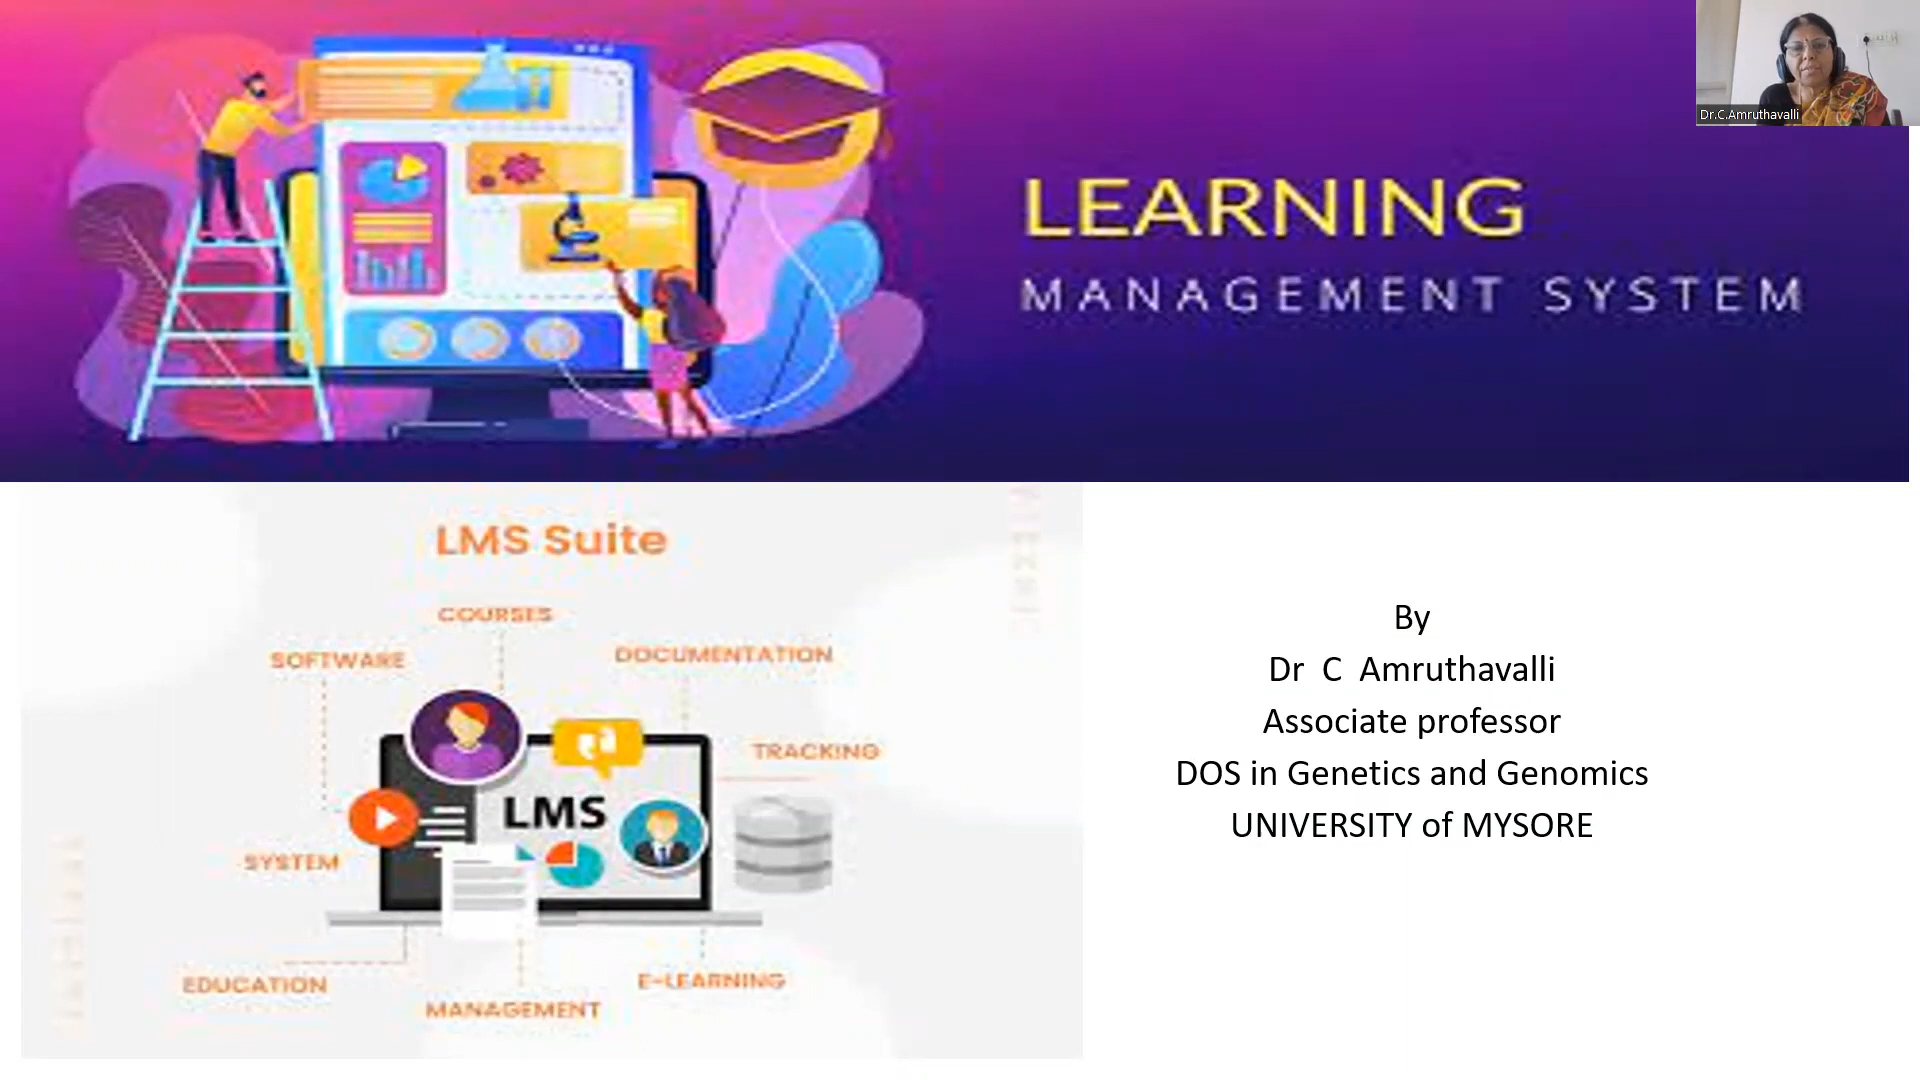 Dr.C.Amruthavalli
LEARNING
MANAGEMENT SYSTEM
LMS Suite
COURSES
SOFTWARE
DOCUMENTATION
TRACKING
LMS
SYSTEM
EDUCATION
MANAGEMENT
E-LEARNING
By
Dr C Amruthavalli
Associate professor
DOS in Genetics and Genomics
UNIVERSITY of MYSORE